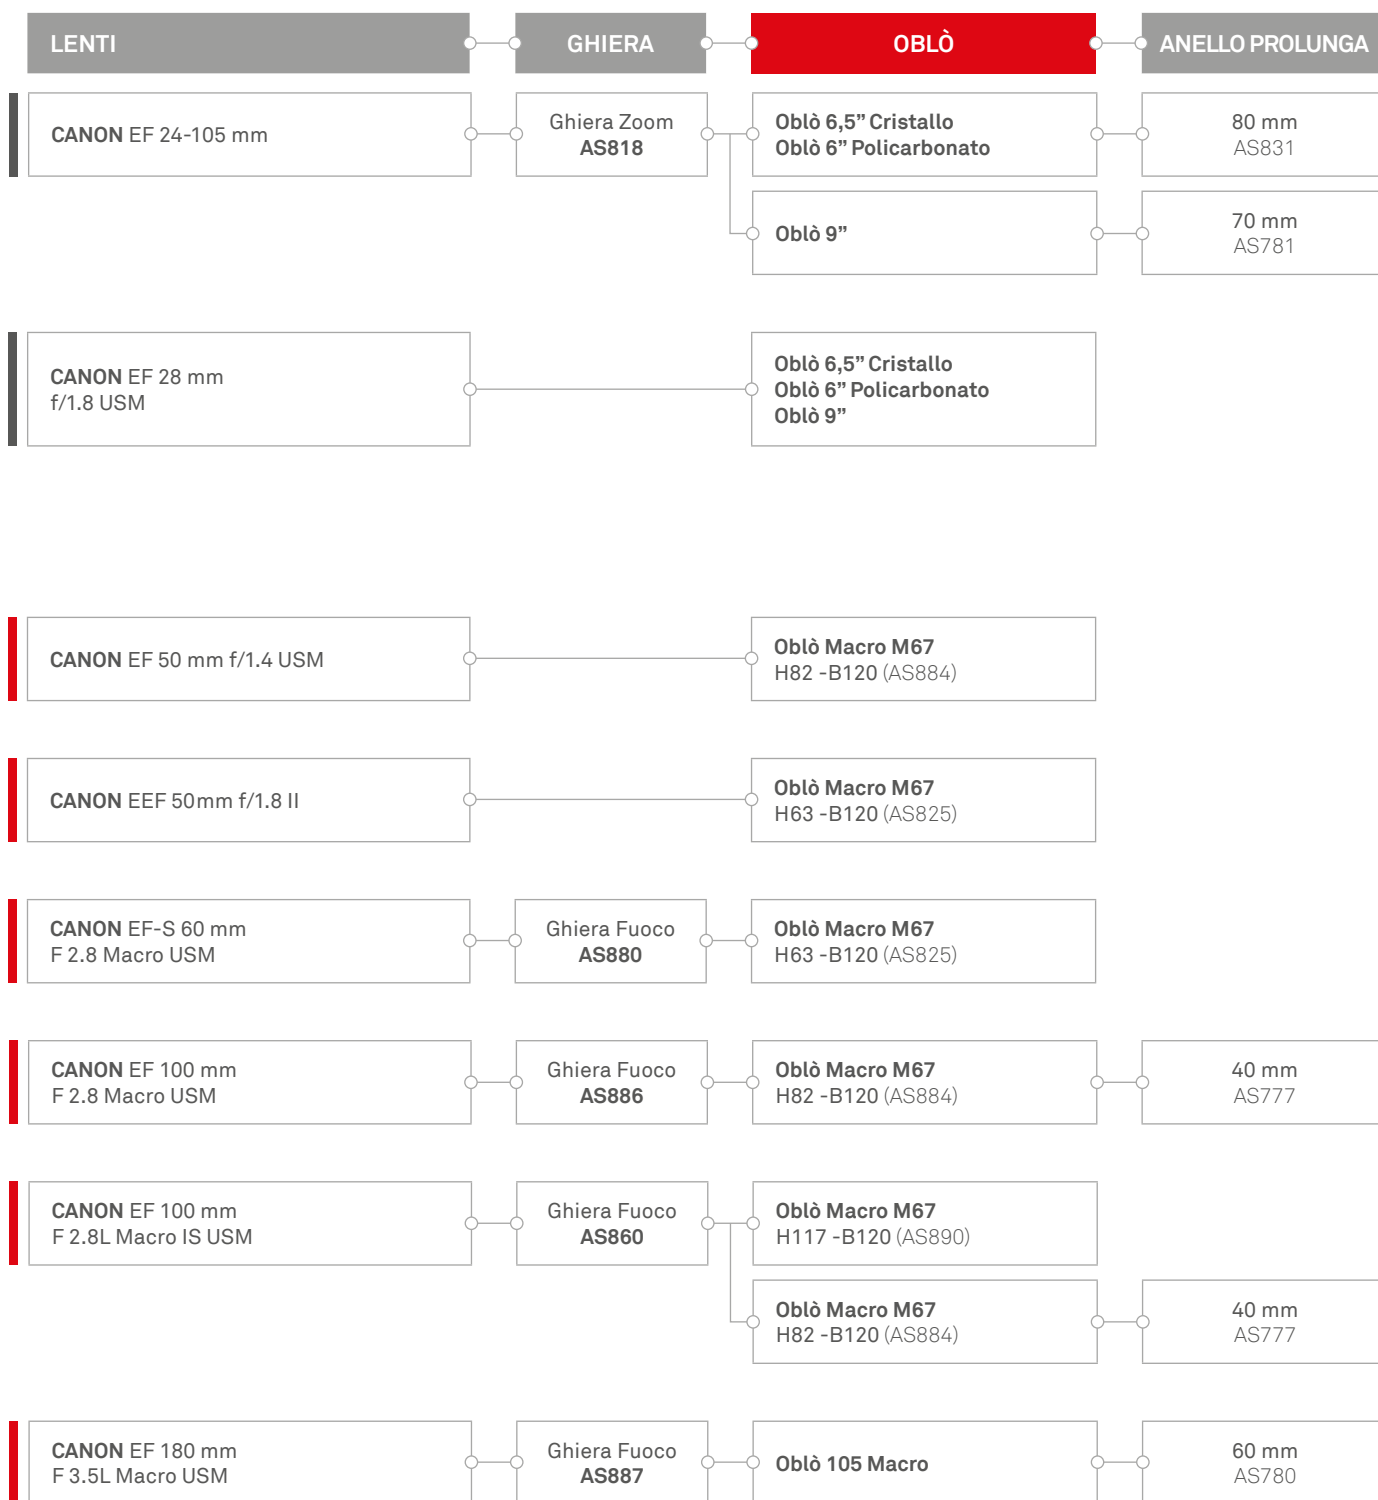 LENTI GHIERA OBLÒ ANELLO PROLUNGA
CANON EF 24-105 mm
Ghiera Zoom
AS818
Oblò 6,5” Cristallo
Oblò 6” Policarbonato
80 mm
AS831
Oblò 9”
70 mm
AS781
CANON EF 28 mm
f/1.8 USM
Oblò 6,5” Cristallo
Oblò 6” Policarbonato
Oblò 9”
CANON EF 50 mm f/1.4 USM
Oblò Macro M67
H82 -B120 (AS884)
CANON EEF 50mm f/1.8 II
Oblò Macro M67
H63 -B120 (AS825)
CANON EF-S 60 mm
F 2.8 Macro USM
Ghiera Fuoco
AS880
Oblò Macro M67
H63 -B120 (AS825)
CANON EF 100 mm
F 2.8 Macro USM
Ghiera Fuoco
AS886
Oblò Macro M67
H82 -B120 (AS884)
40 mm
AS777
CANON EF 100 mm
F 2.8L Macro IS USM
Ghiera Fuoco
AS860
Oblò Macro M67
H117 -B120 (AS890)
Oblò Macro M67
H82 -B120 (AS884)
40 mm
AS777
CANON EF 180 mm
F 3.5L Macro USM
Ghiera Fuoco
AS887
Oblò 105 Macro
60 mm
AS780